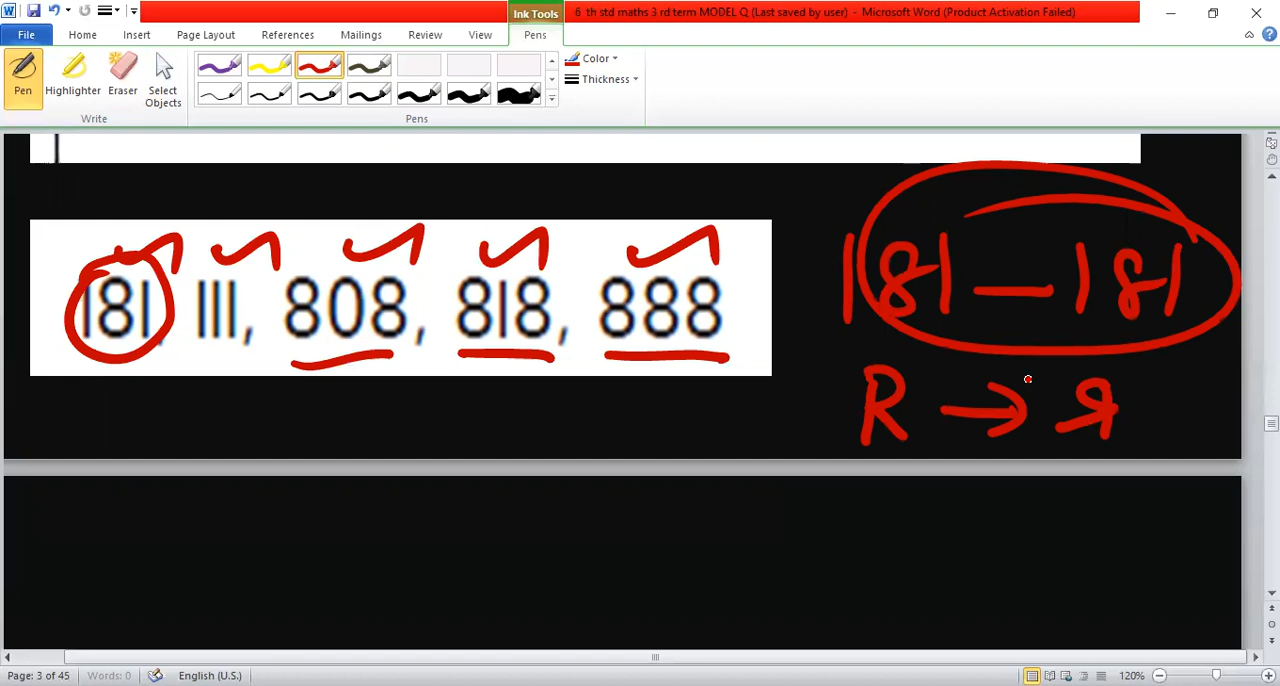 Ink Tools
6 th std maths 3 rd term MODEL Q (Last saved by user) - Microsoft Word (Product Activation Failed)
File Home Insert Page Layout References Mailings Review View Pens
Pen Highlighter Eraser Select Objects
Color
Thickness
Write Pens
181, 111, 808, 818, 888
181 — 181
R → Я
Page: 3 of 45 Words: 0 English (U.S.) 120%